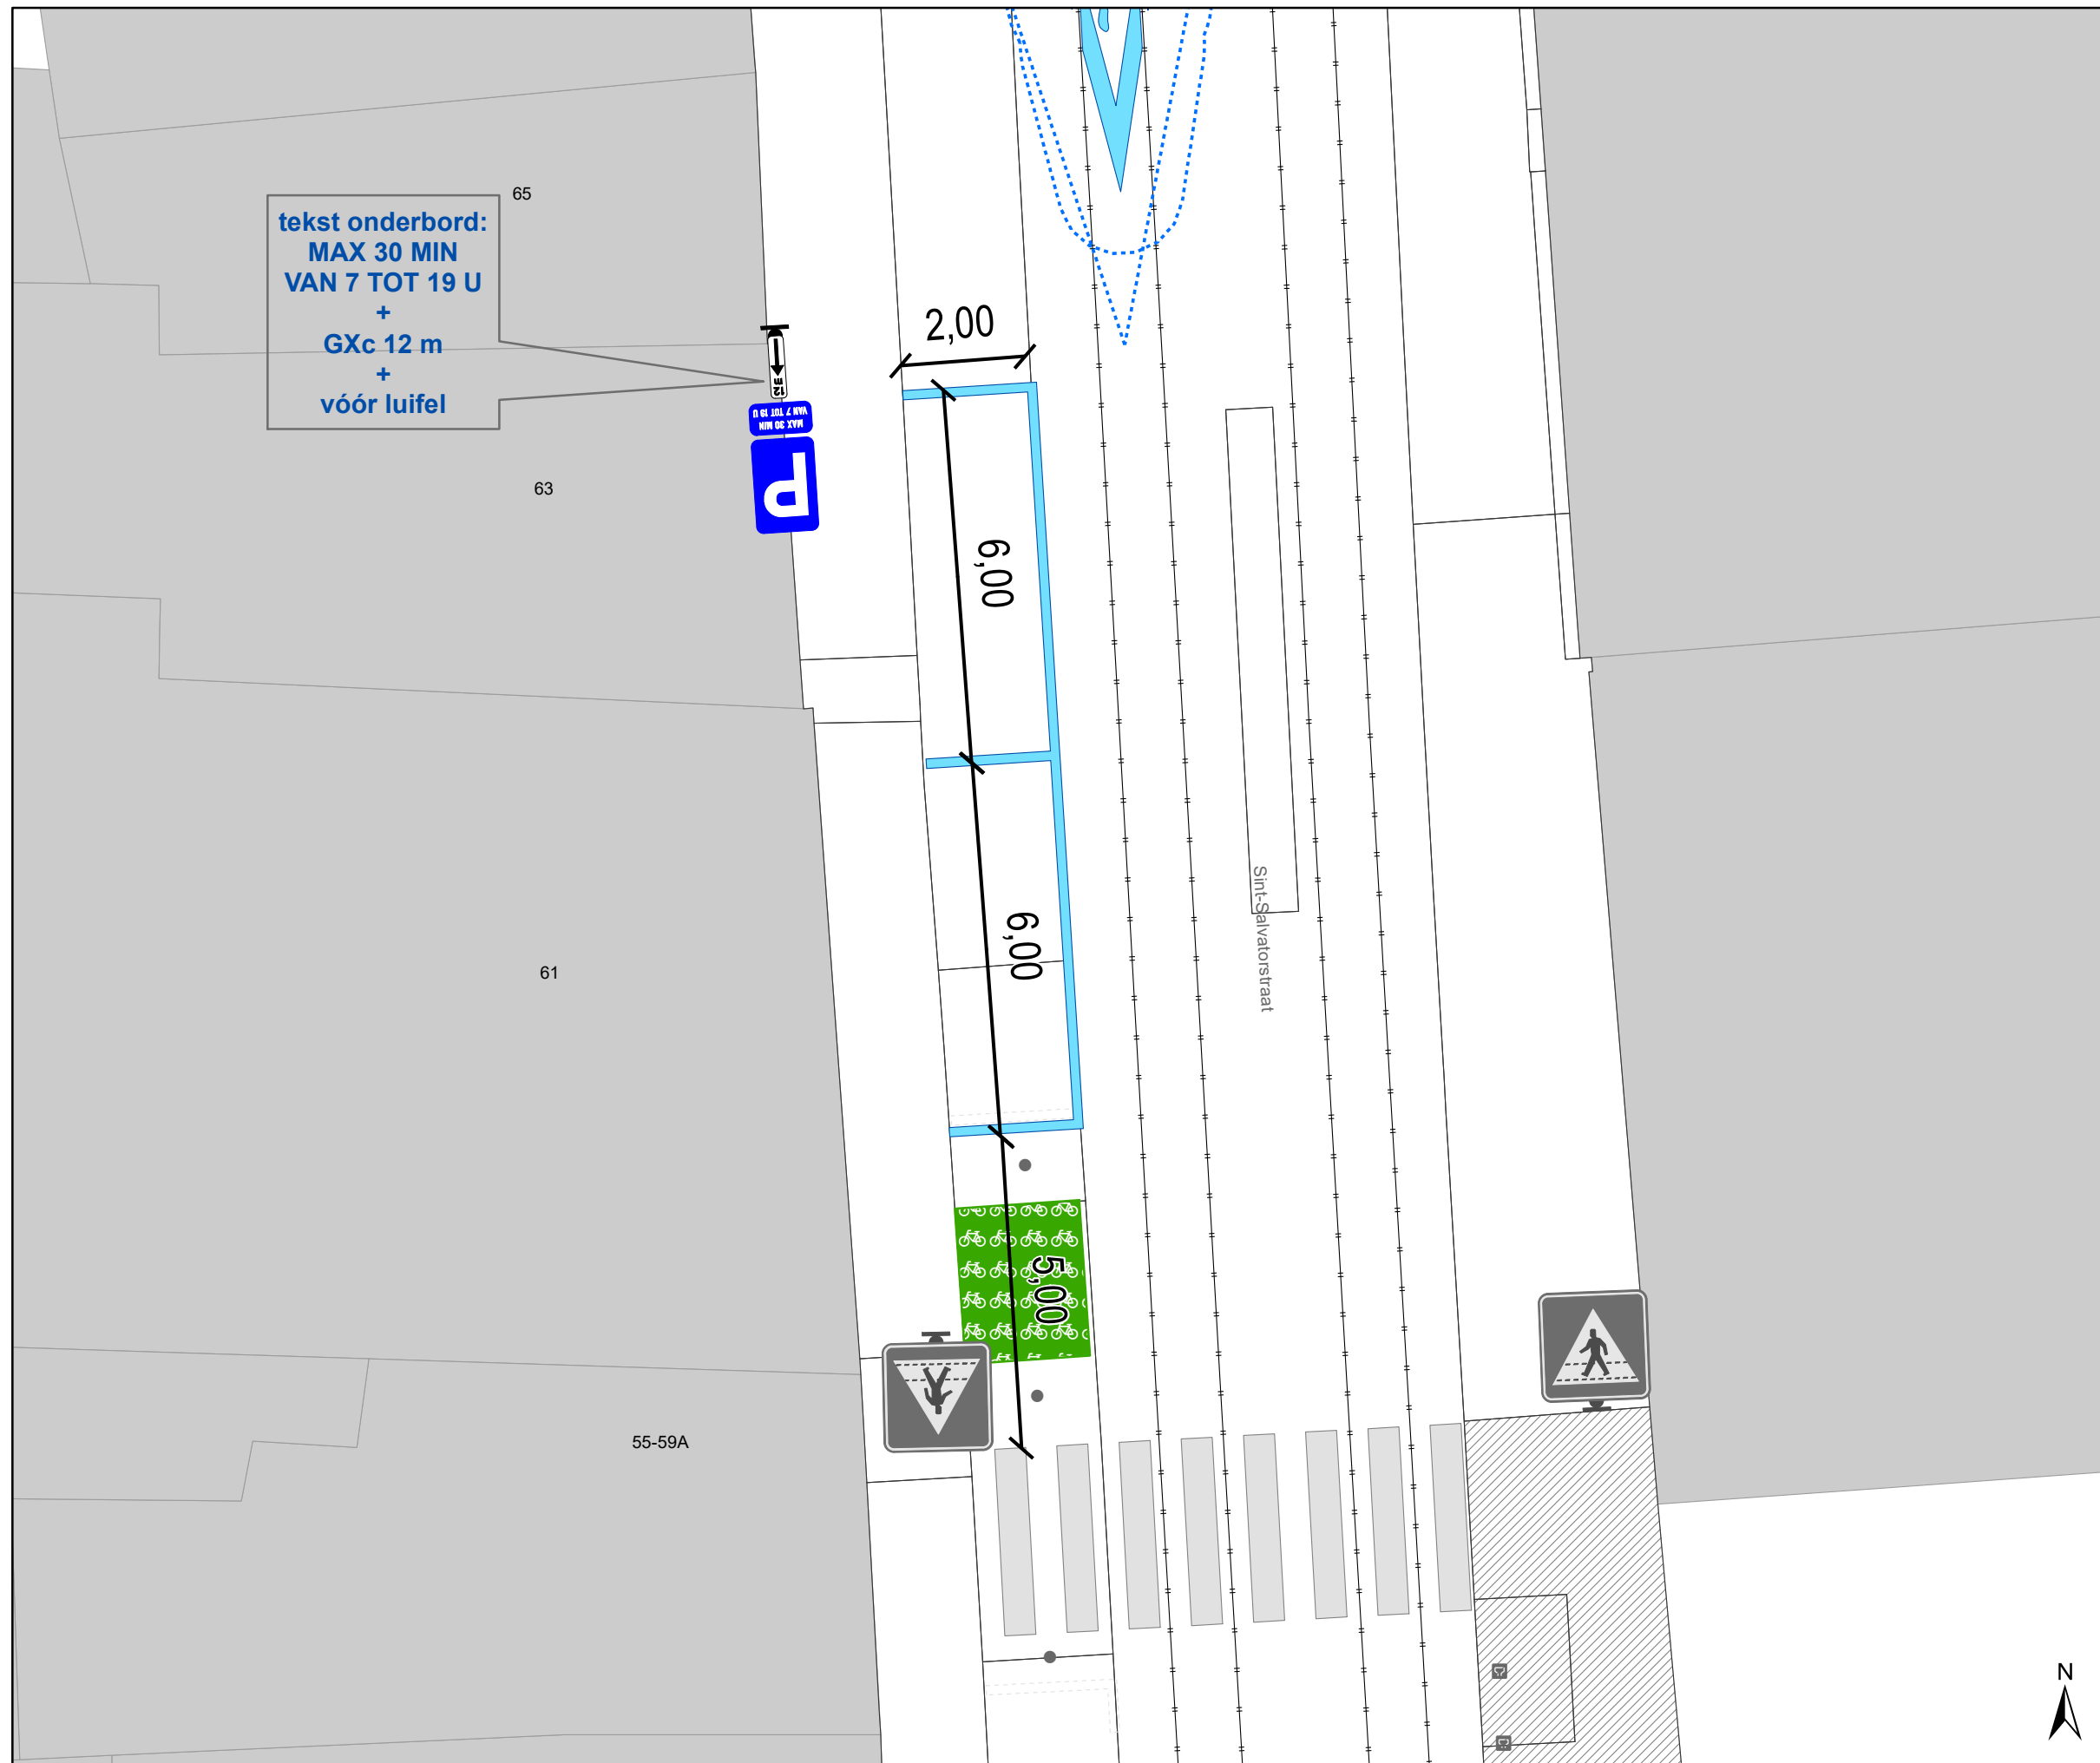 65
tekst onderbord:
MAX 30 MIN
VAN 7 TOT 19 U
+
GXc 12 m
+
vóór luifel
2,00
12 m
MAX 30 MIN
VAN 7 TOT 19 U
P
63
6,00
6,00
Sint-Salvatorstraat
61
5,00
55-59A
N